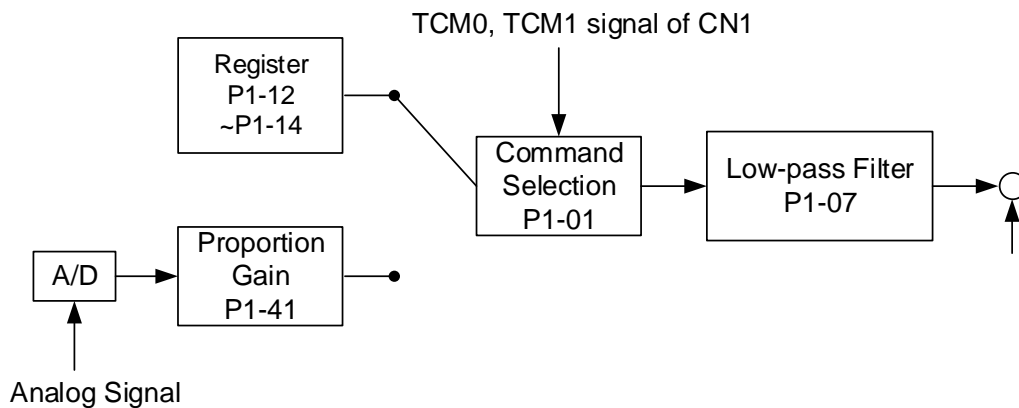 TCM0, TCM1 signal of CN1
Register
P1-12
~P1-14
Command
Selection
P1-01
Low-pass Filter
P1-07
A/D
Proportion
Gain
P1-41
Analog Signal